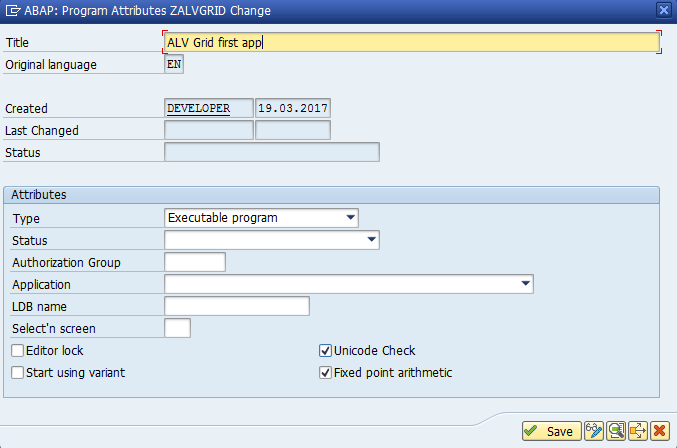 ABAP: Program Attributes ZALVGRID Change
Title ALV Grid first app
Original language EN
Created DEVELOPER 19.03.2017
Last Changed
Status
Attributes
Type Executable program
Status
Authorization Group
Application
LDB name
Select'n screen
Editor lock Unicode Check
Start using variant Fixed point arithmetic
Save